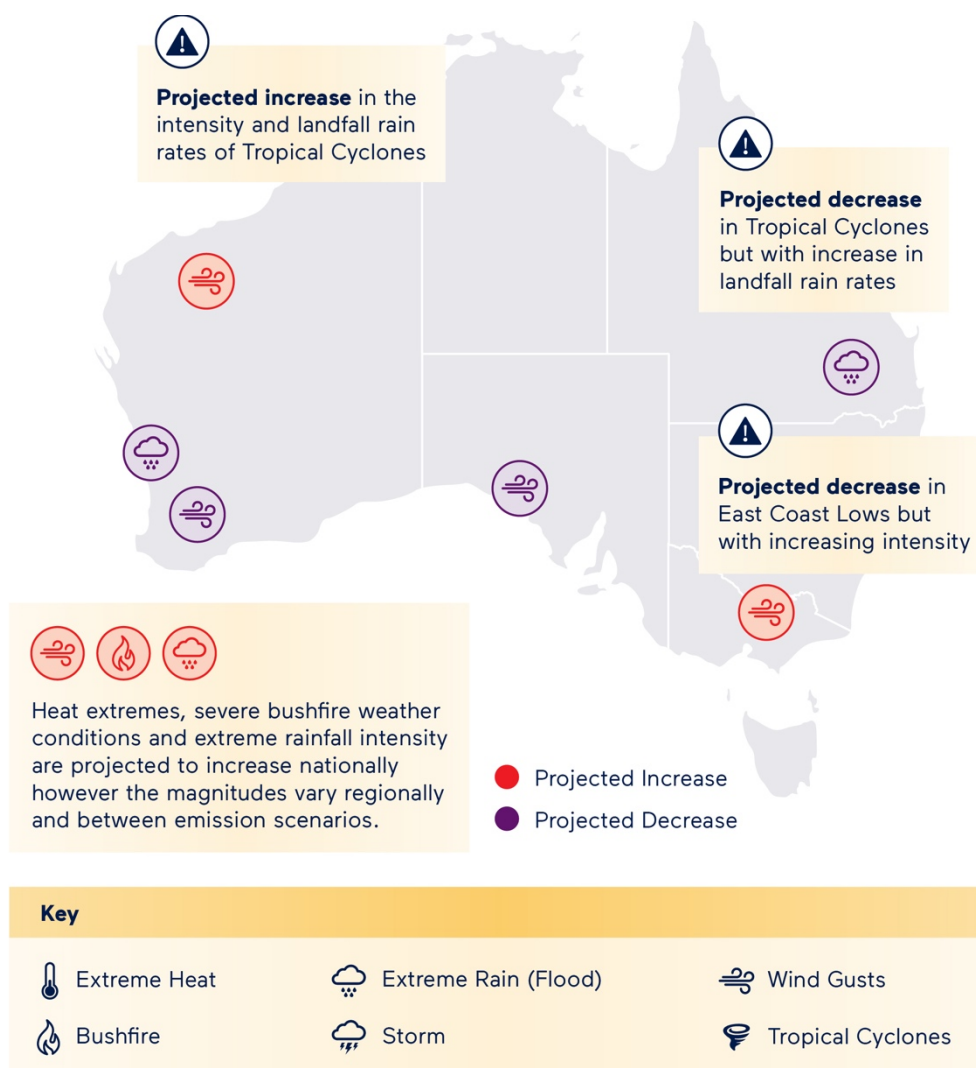 Projected increase in the
intensity and landfall rain
rates of Tropical Cyclones
Projected decrease
in Tropical Cyclones
but with increase in
landfall rain rates
Projected decrease in
East Coast Lows but
with increasing intensity
Heat extremes, severe bushfire weather
conditions and extreme rainfall intensity
are projected to increase nationally
however the magnitudes vary regionally
and between emission scenarios.
Projected Increase
Projected Decrease
Key
Extreme Heat
Extreme Rain (Flood)
Wind Gusts
Bushfire
Storm
Tropical Cyclones